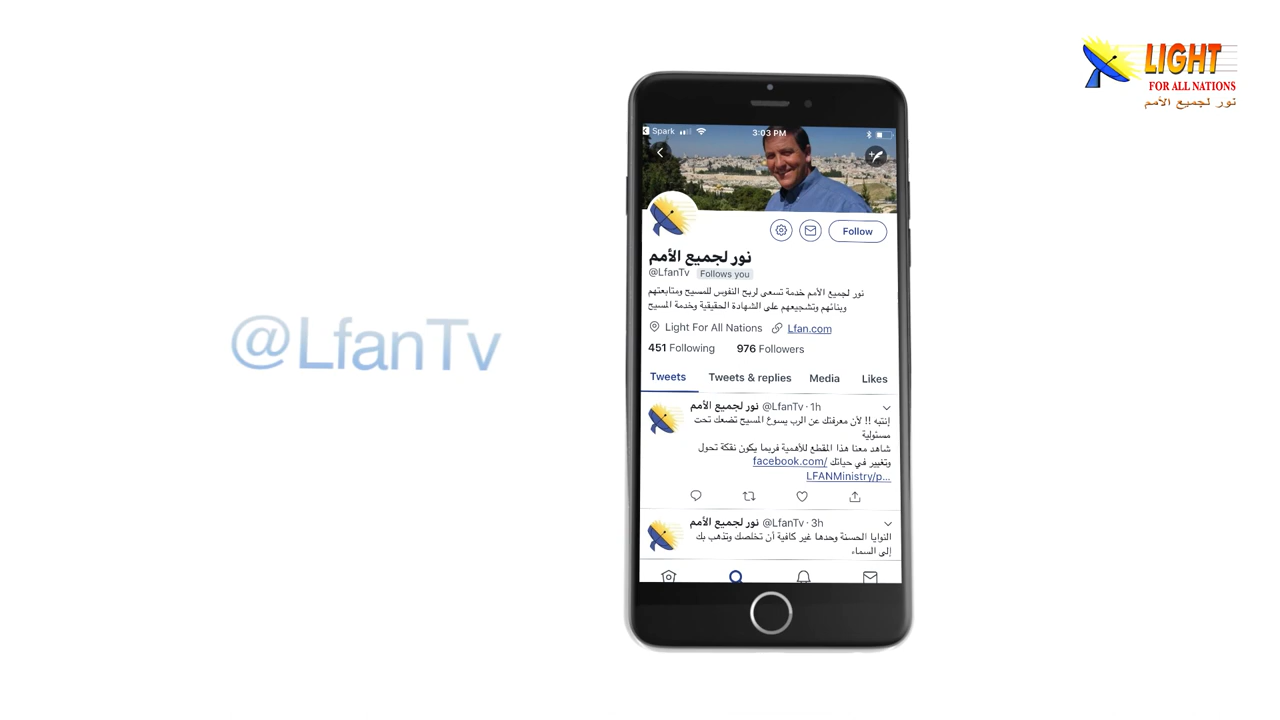 LIGHT
FOR ALL NATIONS
نور لجميع الأمم
@LfanTv
Spark
3:03 PM
Follow
نور لجميع الأمم
@LfanTv Follows you
نور لجميع الأمم خدمة تسعى لربح النفوس للمسيح ومتابعتهم
وبنائهم وتشجيعهم على الشهادة الحقيقية وخدمة المسيح
Light For All Nations Lfan.com
451 Following 976 Followers
Tweets Tweets & replies Media Likes
نور لجميع الأمم @LfanTv · 1h
إنتبه !! لأن معرفتك عن الرب يسوع المسيح تضعك تحت
مسئولية
شاهد معنا هذا المقطع للأهمية فربما يكون نقكة تحول
وتغيير في حياتك facebook.com/
LFANMinistry/p...
نور لجميع الأمم @LfanTv · 3h
النوايا الحسنة وحدها غير كافية أن تخلصك وتذهب بك
إلى السماء